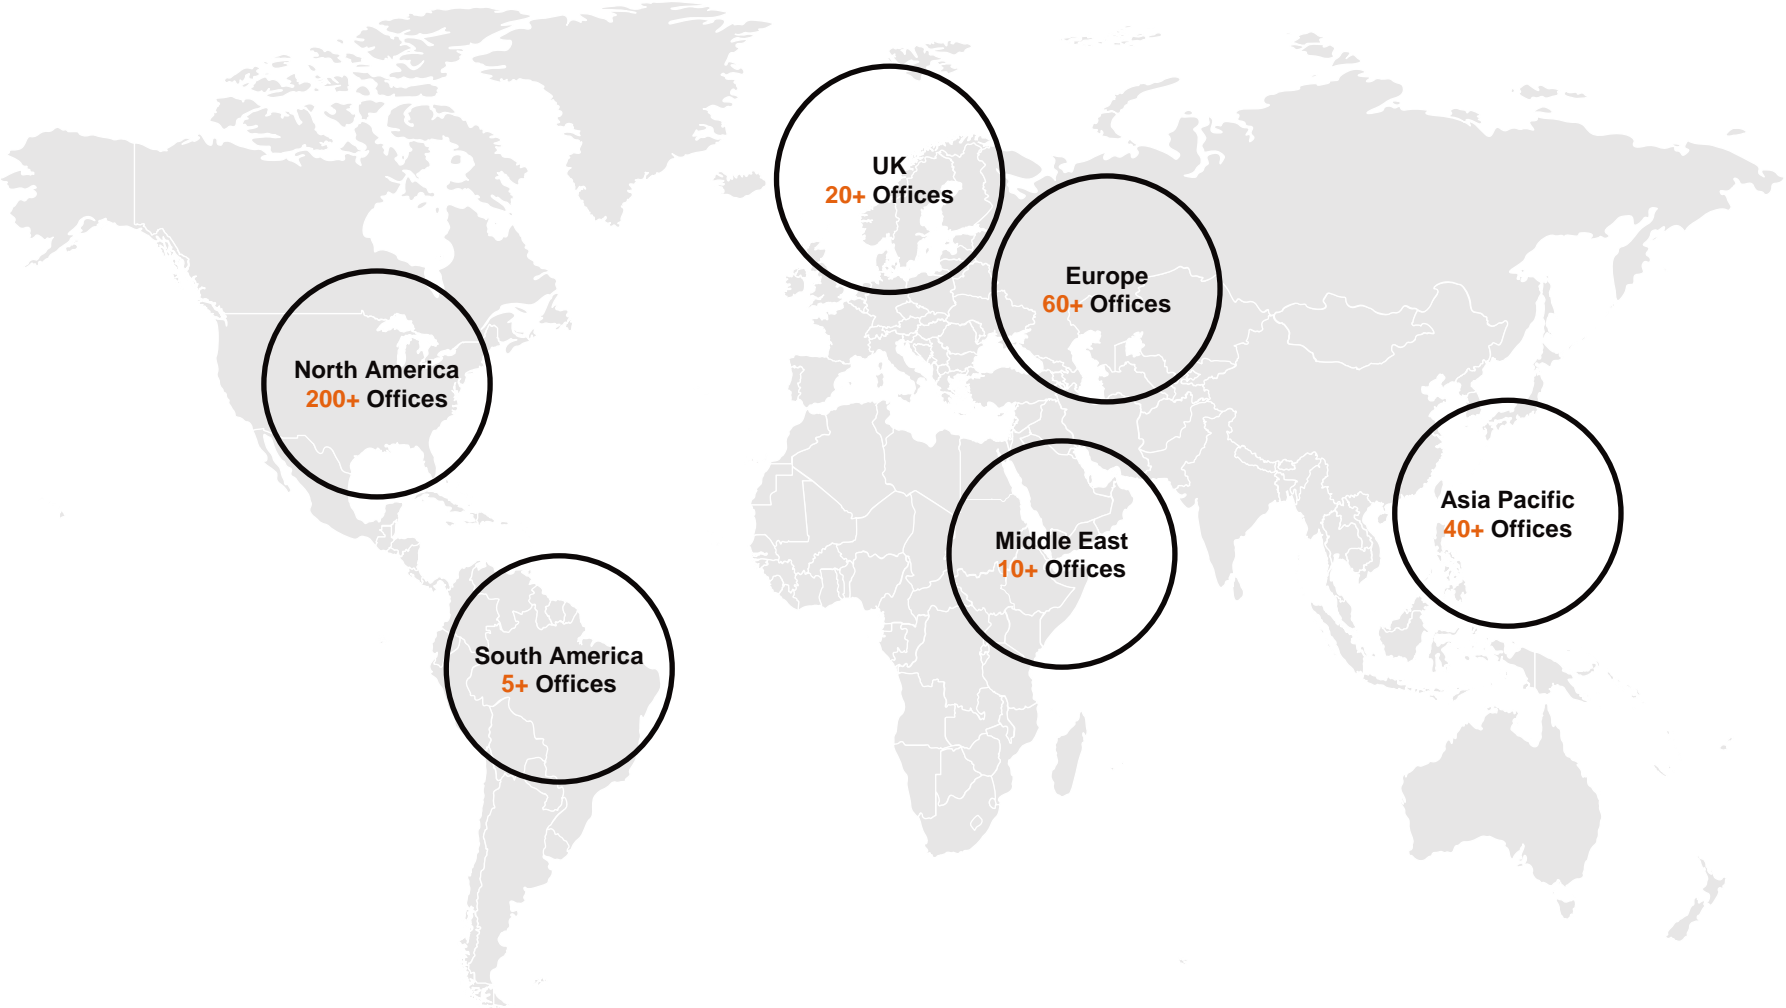 UK
20+ Offices
Europe
60+ Offices
North America
200+ Offices
Asia Pacific
40+ Offices
Middle East
10+ Offices
South America
5+ Offices